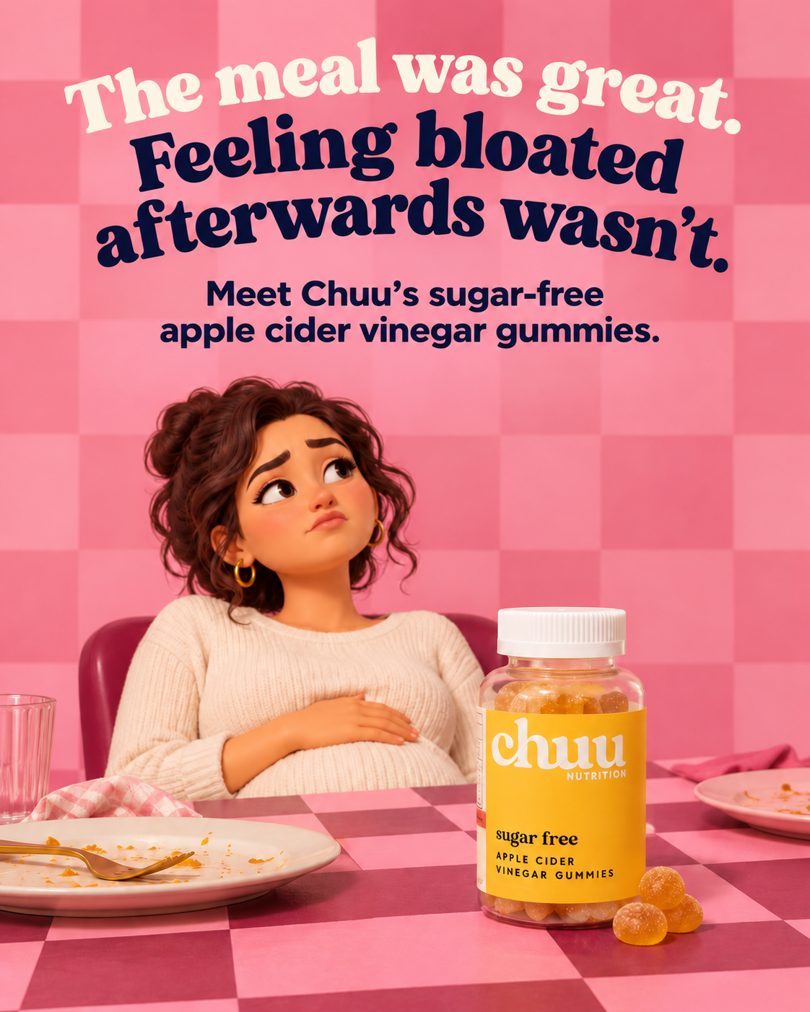 The meal was great.
Feeling bloated
afterwards wasn't.
Meet Chuu's sugar-free
apple cider vinegar gummies.
chuu
NUTRITION
sugar free
APPLE CIDER
VINEGAR GUMMIES